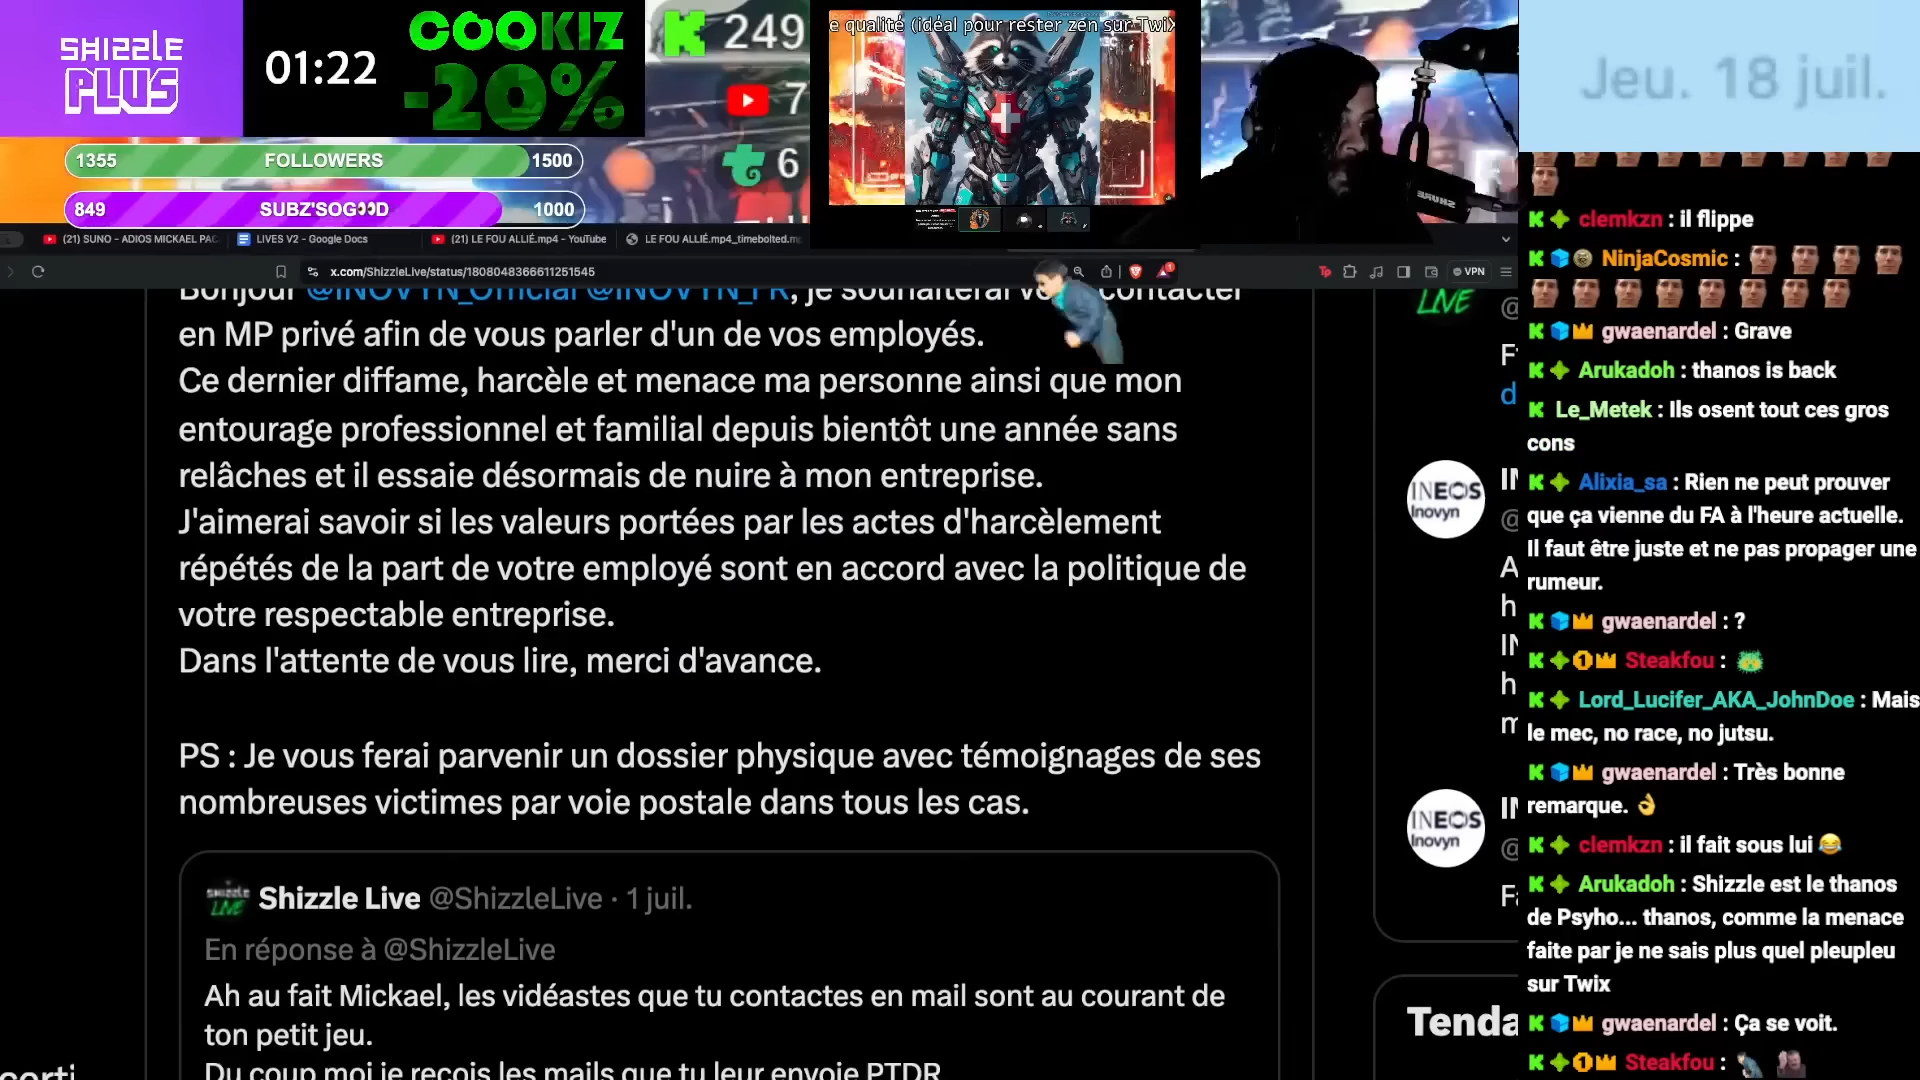 SHIZZLE
PLUS
01:22
COOKIZ
-20%
249
7
6
e qualité (idéal pour rester zen sur Twix
Jeu. 18 juil.
1355 FOLLOWERS 1500
849 SUBZ'SOG👀D 1000
(21) SUNO - ADIOS MICKAEL PAC
LIVES V2 - Google Docs
(21) LE FOU ALLIÉ.mp4 - YouTube
LE FOU ALLIÉ.mp4_timebolted.m
x.com/ShizzleLive/status/1808048366611251545
VPN
Bonjour @INOVYN_Official @INOVYN_FR, je souhaiterai contacter
en MP privé afin de vous parler d'un de vos employés.
Ce dernier diffame, harcèle et menace ma personne ainsi que mon
entourage professionnel et familial depuis bientôt une année sans
relâches et il essaie désormais de nuire à mon entreprise.
J'aimerai savoir si les valeurs portées par les actes d'harcèlement
répétés de la part de votre employé sont en accord avec la politique de
votre respectable entreprise.
Dans l'attente de vous lire, merci d'avance.
PS : Je vous ferai parvenir un dossier physique avec témoignages de ses
nombreuses victimes par voie postale dans tous les cas.
Shizzle Live @ShizzleLive · 1 juil.
En réponse à @ShizzleLive
Ah au fait Mickael, les vidéastes que tu contactes en mail sont au courant de
ton petit jeu.
Du coup moi je reçois les mails que tu leur envoie PTDR
LIVE
INEOS
Inovyn
INEOS
Inovyn
Tenda
clemkzn : il flippe
NinjaCosmic :
gwaenardel : Grave
Arukadoh : thanos is back
Le_Metek : Ils osent tout ces gros
cons
Alixia_sa : Rien ne peut prouver
que ça vienne du FA à l'heure actuelle.
Il faut être juste et ne pas propager une
rumeur.
gwaenardel : ?
Steakfou :
Lord_Lucifer_AKA_JohnDoe : Mais
le mec, no race, no jutsu.
gwaenardel : Très bonne
remarque. 👌
clemkzn : il fait sous lui 😂
Arukadoh : Shizzle est le thanos
de Psyho... thanos, comme la menace
faite par je ne sais plus quel pleupleu
sur Twix
gwaenardel : Ça se voit.
Steakfou :